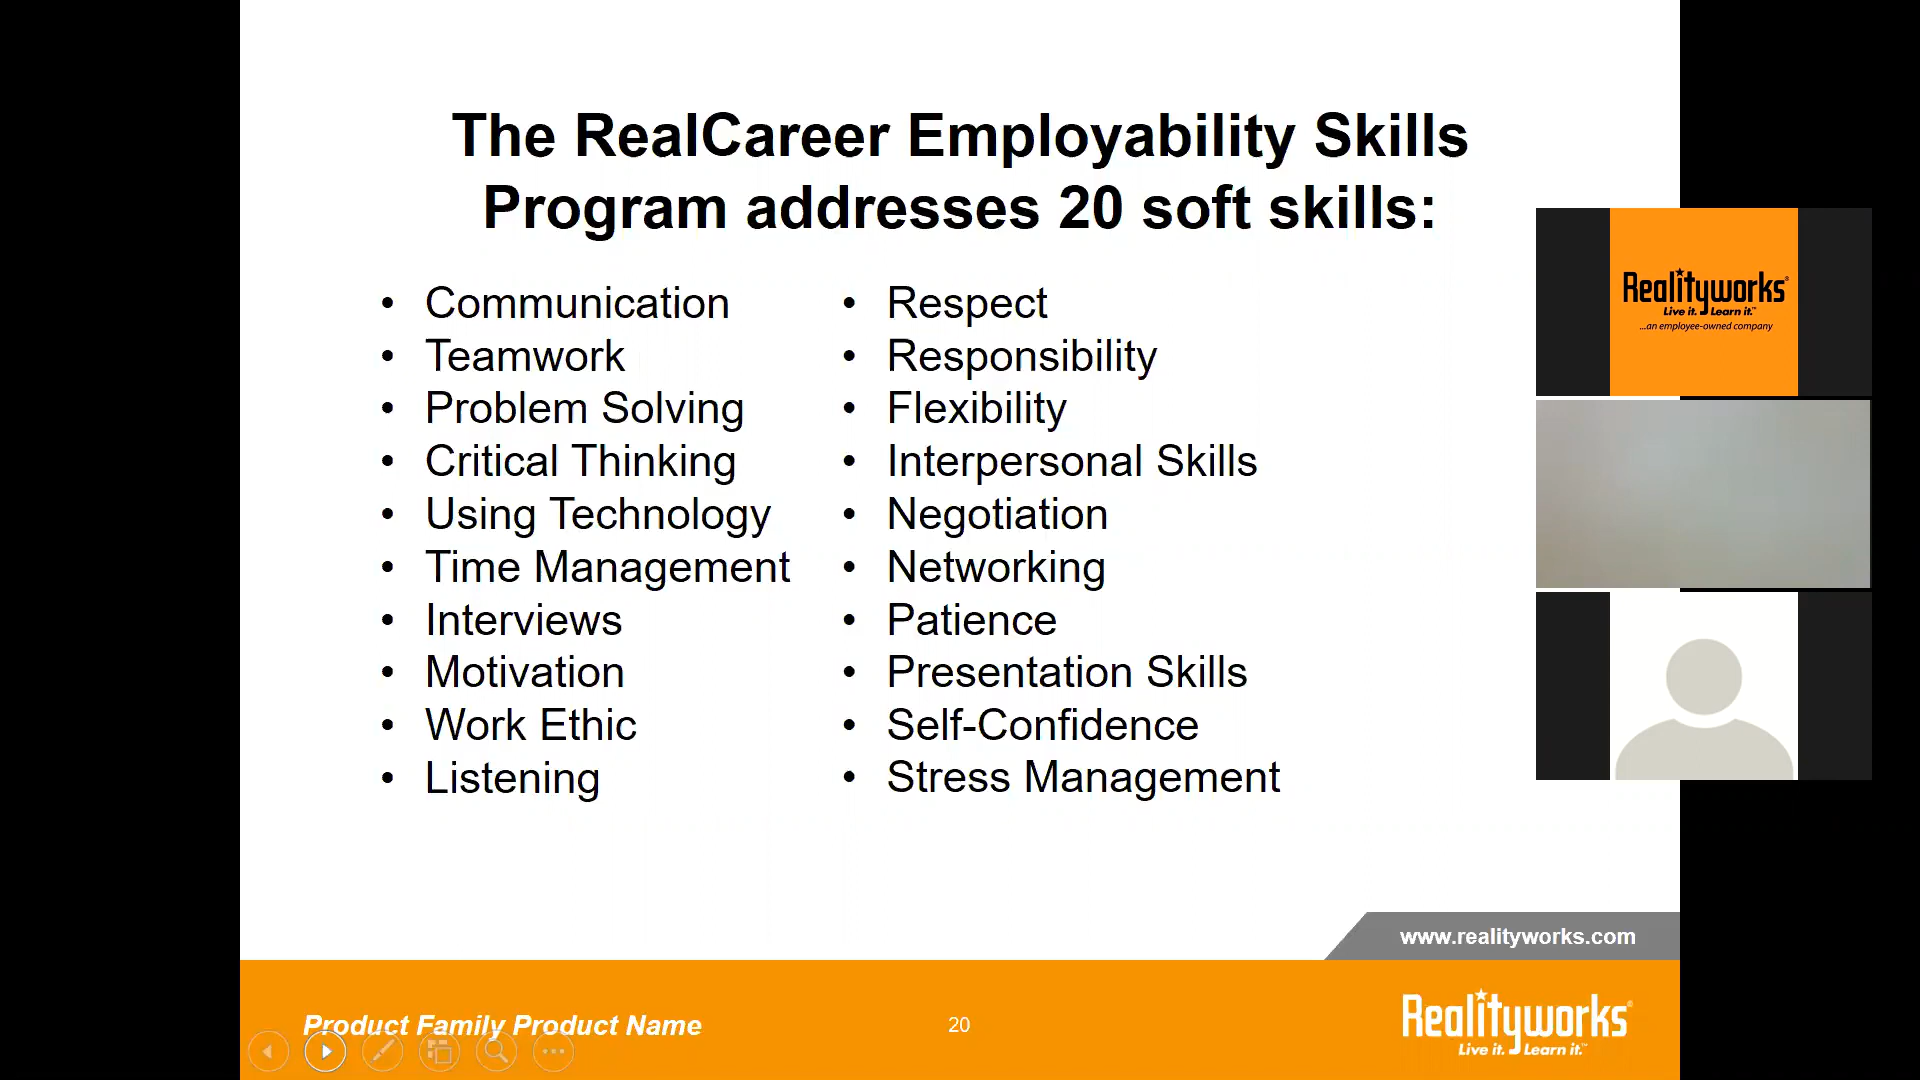 The RealCareer Employability Skills
Program addresses 20 soft skills:
• Communication
• Teamwork
• Problem Solving
• Critical Thinking
• Using Technology
• Time Management
• Interviews
• Motivation
• Work Ethic
• Listening
• Respect
• Responsibility
• Flexibility
• Interpersonal Skills
• Negotiation
• Networking
• Patience
• Presentation Skills
• Self-Confidence
• Stress Management
Realityworks®
Live it. Learn it.™
...an employee-owned company
www.realityworks.com
Product Family Product Name
20
Realityworks®
Live it. Learn it.™